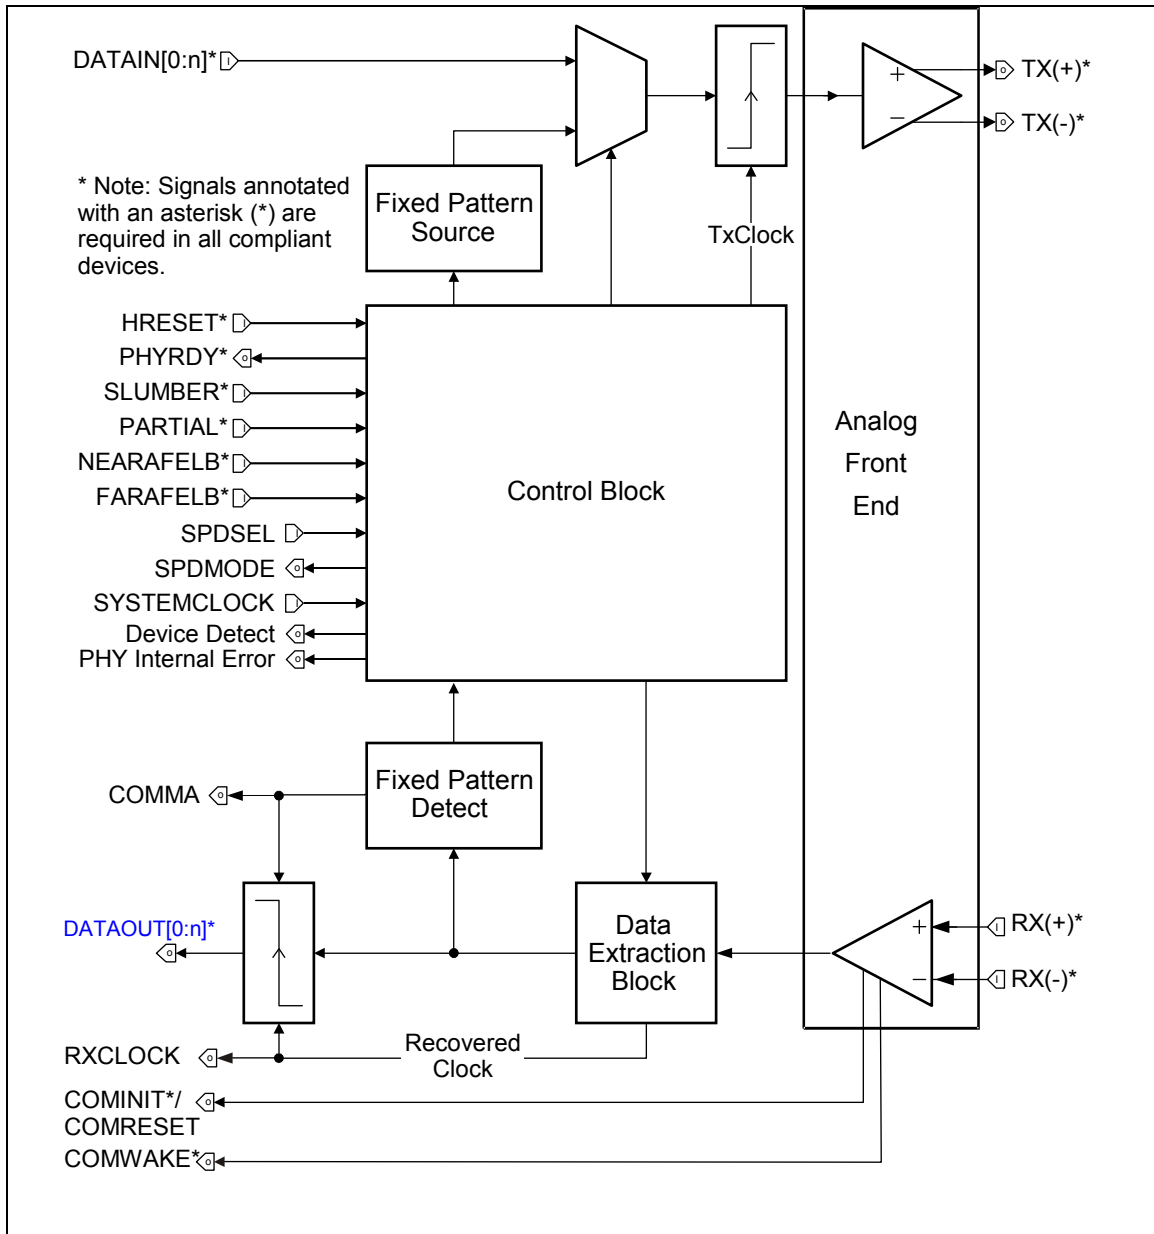 DATAIN[0:n]*
TX(+)*
TX(-)*
* Note: Signals annotated
with an asterisk (*) are
required in all compliant
devices.
Fixed Pattern
Source
TxClock
HRESET*
PHYRDY*
SLUMBER*
PARTIAL*
NEARAFELB*
FARAFELB*
SPDSEL
SPDMODE
SYSTEMCLOCK
Device Detect
PHY Internal Error
Control Block
Analog
Front
End
COMMA
Fixed Pattern
Detect
DATAOUT[0:n]*
Data
Extraction
Block
RX(+)*
RX(-)*
RXCLOCK
Recovered
Clock
COMINIT*/
COMRESET
COMWAKE*